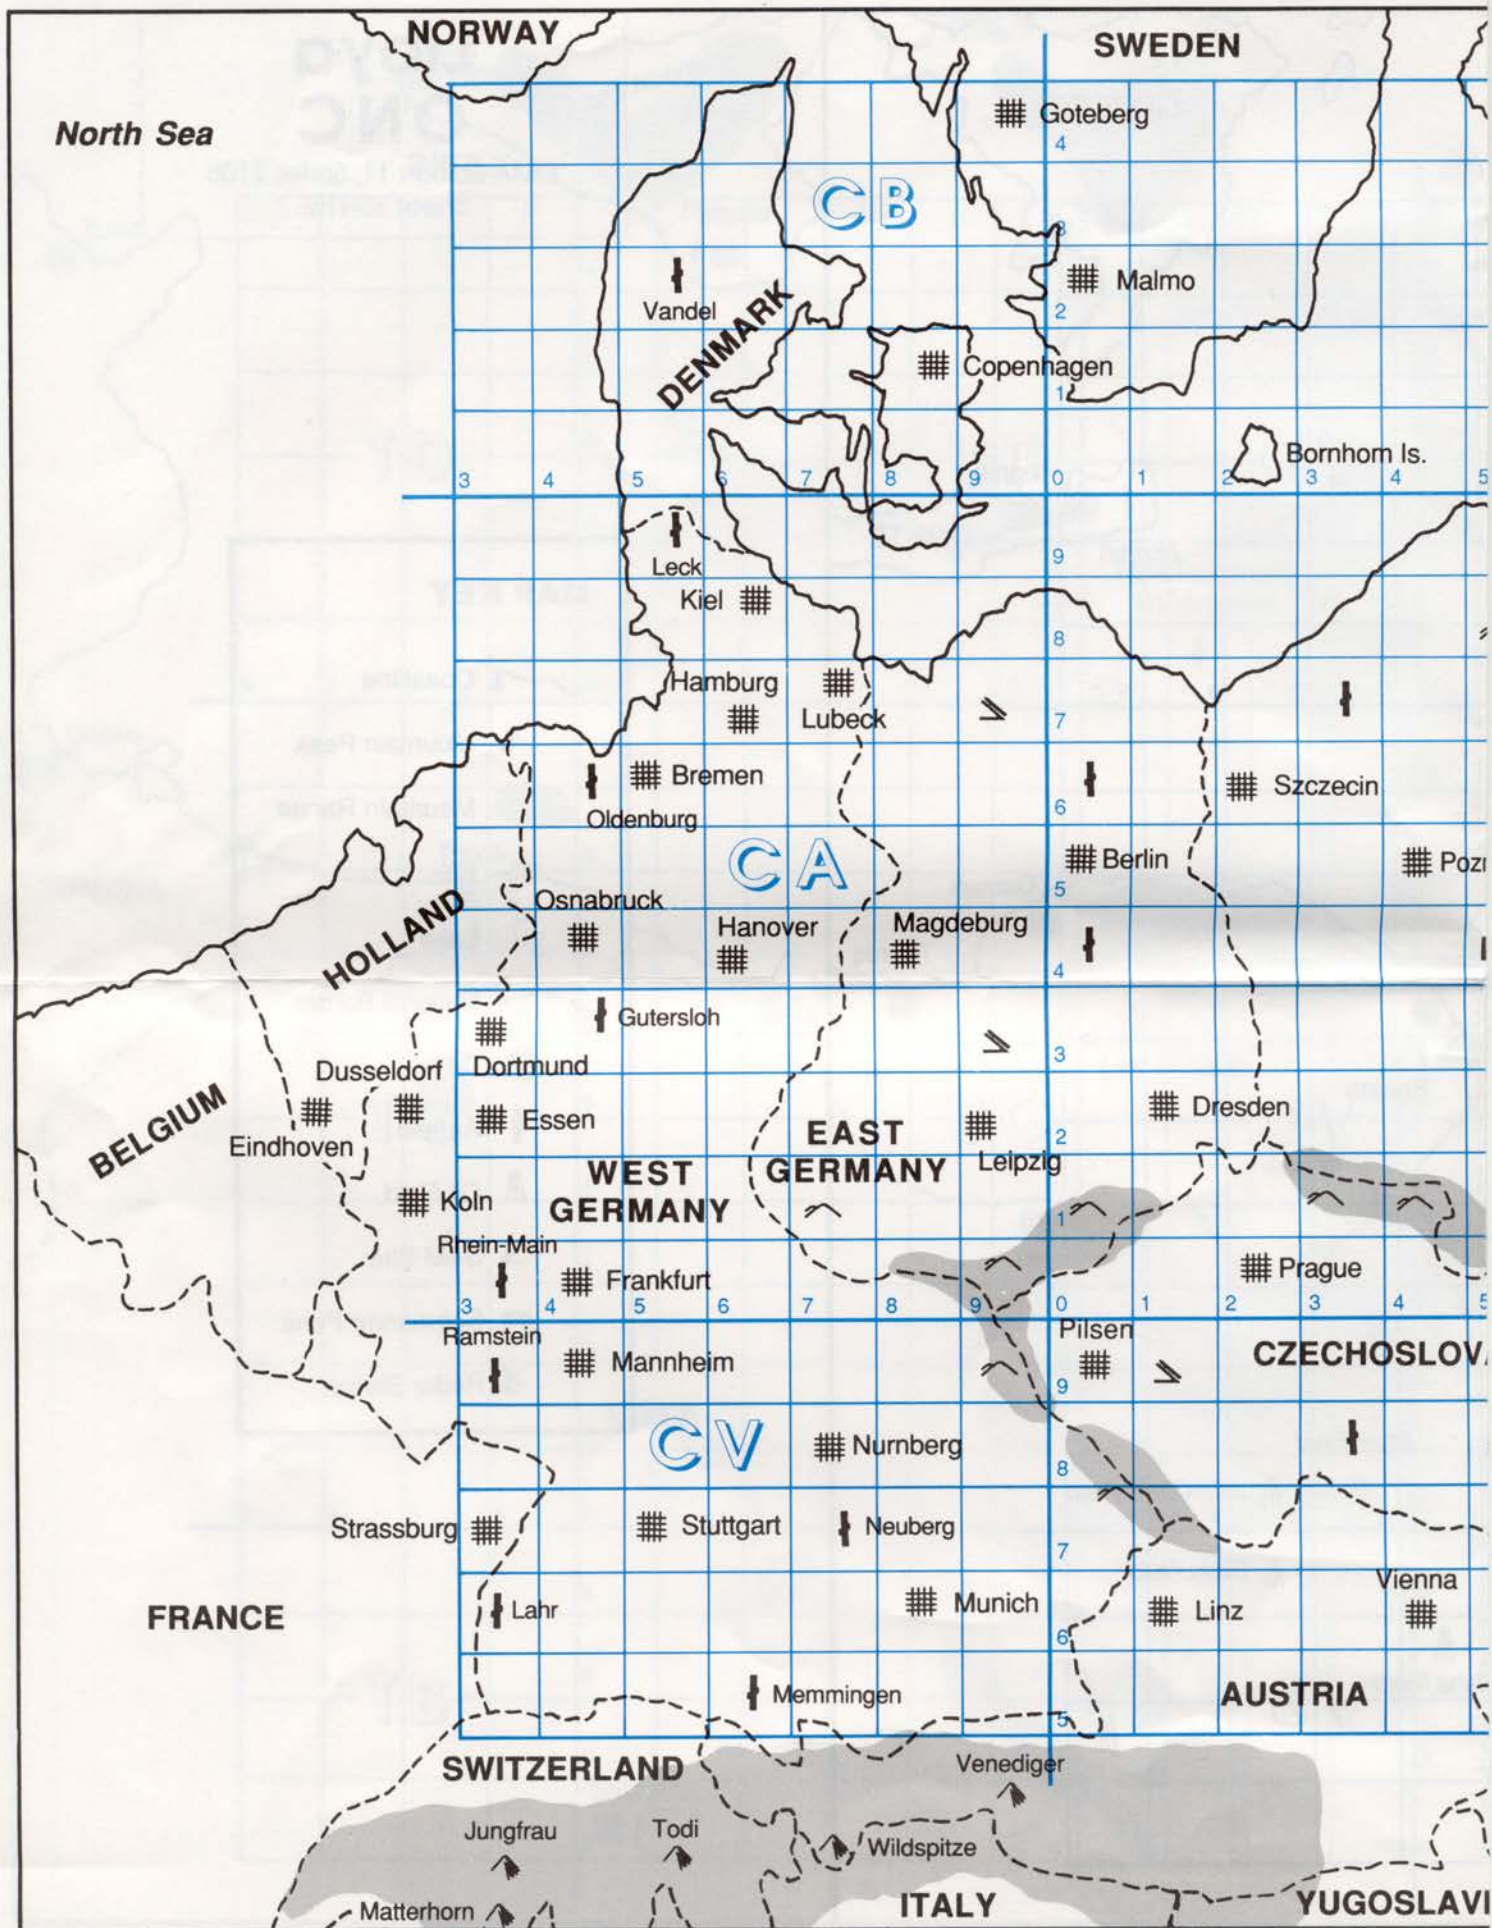 NORWAY
SWEDEN
North Sea
Goteberg
4
CB
3
Malmo
Vandel
2
DENMARK
Copenhagen
1
Bornhorn Is.
3 4 5 6 7 8 9 0 1 2 3 4 5
9
Leck
Kiel
8
Hamburg
Lubeck
7
Bremen
Szczecin
6
Oldenburg
CA
Berlin
Pozn
5
Osnabruck
HOLLAND
Hanover
Magdeburg
4
Gutersloh
3
Dusseldorf
Dortmund
BELGIUM
Essen
Dresden
Eindhoven
EAST
GERMANY
2
Leipzig
WEST
GERMANY
Koln
1
Rhein-Main
Frankfurt
Prague
3 4 5 6 7 8 9 0 1 2 3 4 5
Ramstein
Pilsen
Mannheim
CZECHOSLOVA
9
CV
Nurnberg
8
Strassburg
Stuttgart
Neuberg
7
Vienna
FRANCE
Lahr
Munich
Linz
6
Memmingen
AUSTRIA
5
SWITZERLAND
Venediger
Jungfrau
Todi
Wildspitze
Matterhorn
ITALY
YUGOSLAVI